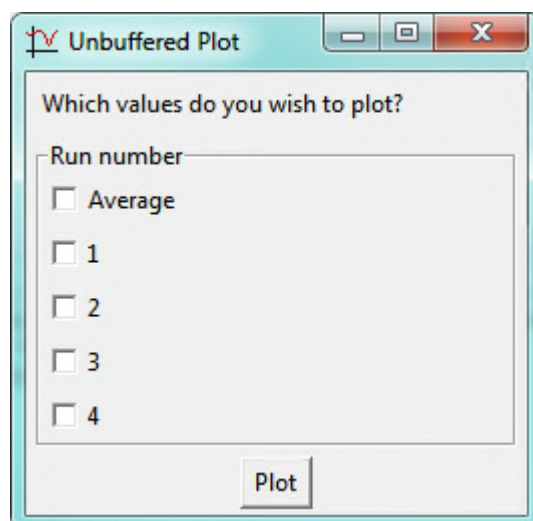 Unbuffered Plot
Which values do you wish to plot?
Run number
Average
1
2
3
4
Plot